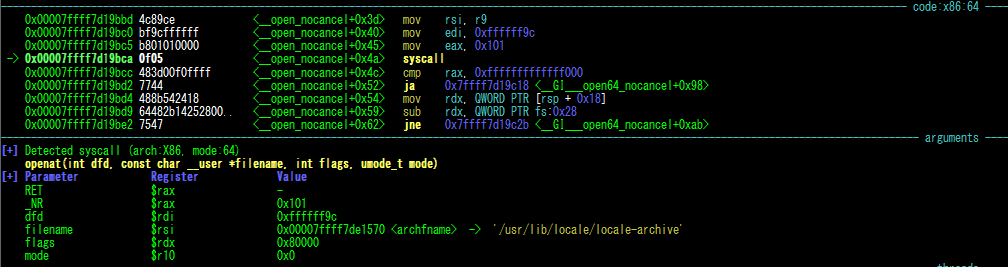 code:x86:64
0x00007ffff7d19bbd 4c89ce <__open_nocancel+0x3d> mov rsi, r9
0x00007ffff7d19bc0 bf9cffffff <__open_nocancel+0x40> mov edi, 0xffffff9c
0x00007ffff7d19bc5 b801010000 <__open_nocancel+0x45> mov eax, 0x101
-> 0x00007ffff7d19bca 0f05 <__open_nocancel+0x4a> syscall
0x00007ffff7d19bcc 483d00f0ffff <__open_nocancel+0x4c> cmp rax, 0xfffffffffffff000
0x00007ffff7d19bd2 7744 <__open_nocancel+0x52> ja 0x7ffff7d19c18 <__GI___open64_nocancel+0x98>
0x00007ffff7d19bd4 488b542418 <__open_nocancel+0x54> mov rdx, QWORD PTR [rsp + 0x18]
0x00007ffff7d19bd9 64482b14252800.. <__open_nocancel+0x59> sub rdx, QWORD PTR fs:0x28
0x00007ffff7d19be2 7547 <__open_nocancel+0x62> jne 0x7ffff7d19c2b <__GI___open64_nocancel+0xab>
arguments
[+] Detected syscall (arch:X86, mode:64)
openat(int dfd, const char __user *filename, int flags, umode_t mode)
[+] Parameter Register Value
RET $rax -
_NR $rax 0x101
dfd $rdi 0xffffff9c
filename $rsi 0x00007ffff7de1570 <archfname> -> '/usr/lib/locale/locale-archive'
flags $rdx 0x80000
mode $r10 0x0